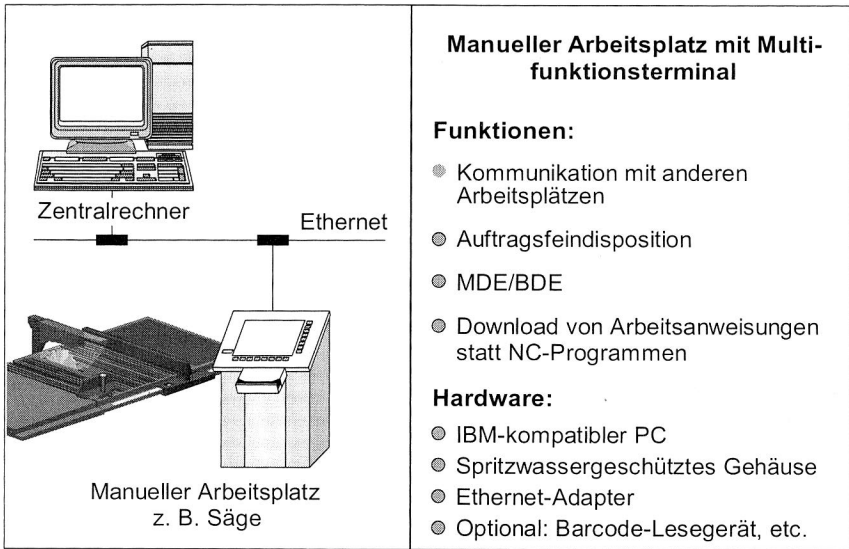 Zentralrechner
Ethernet
Manueller Arbeitsplatz
z. B. Säge
Manueller Arbeitsplatz mit Multi-
funktionsterminal
Funktionen:
Kommunikation mit anderen
Arbeitsplätzen
Auftragsfeindisposition
MDE/BDE
Download von Arbeitsanweisungen
statt NC-Programmen
Hardware:
IBM-kompatibler PC
Spritzwassergeschütztes Gehäuse
Ethernet-Adapter
Optional: Barcode-Lesegerät, etc.